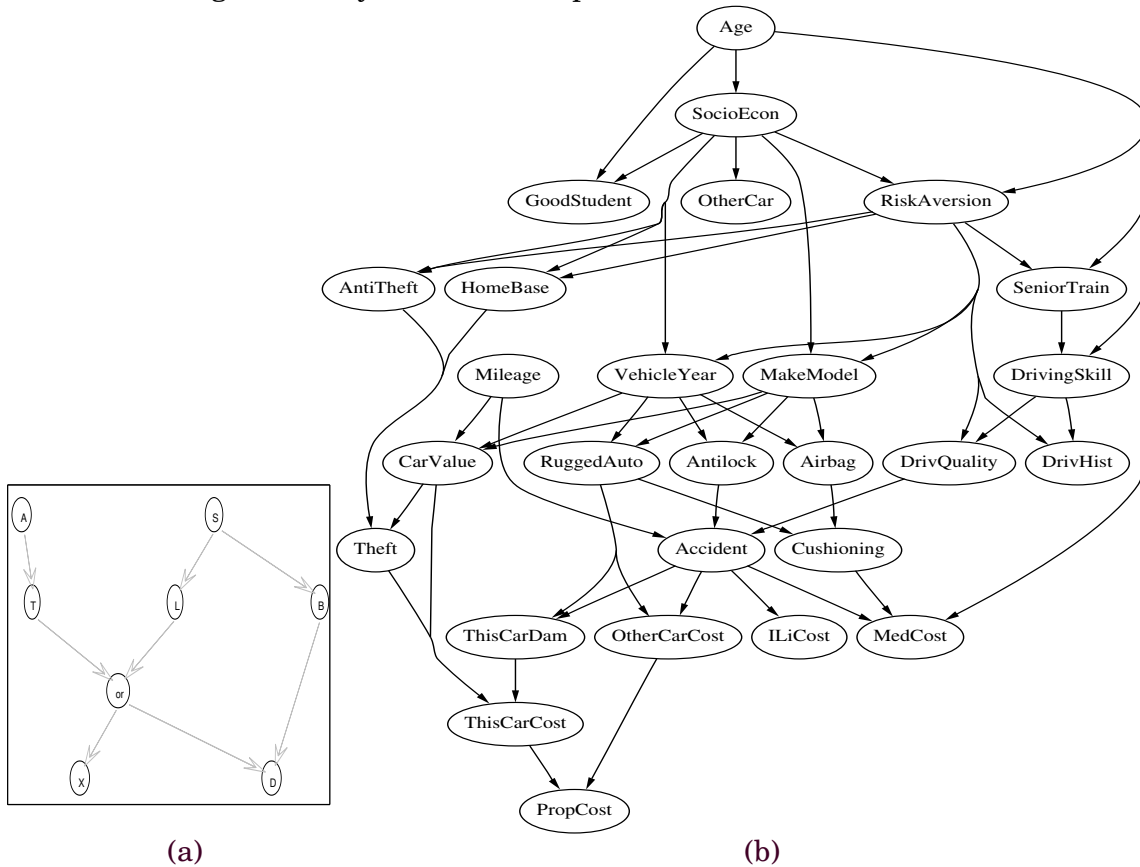 Age
SocioEcon
GoodStudent OtherCar RiskAversion
AntiTheft HomeBase SeniorTrain
Mileage VehicleYear MakeModel DrivingSkill
CarValue RuggedAuto Antilock Airbag DrivQuality DrivHist
A S
Theft Accident Cushioning
T L B
ThisCarDam OtherCarCost ILiCost MedCost
or
ThisCarCost
X D
PropCost
(a) (b)